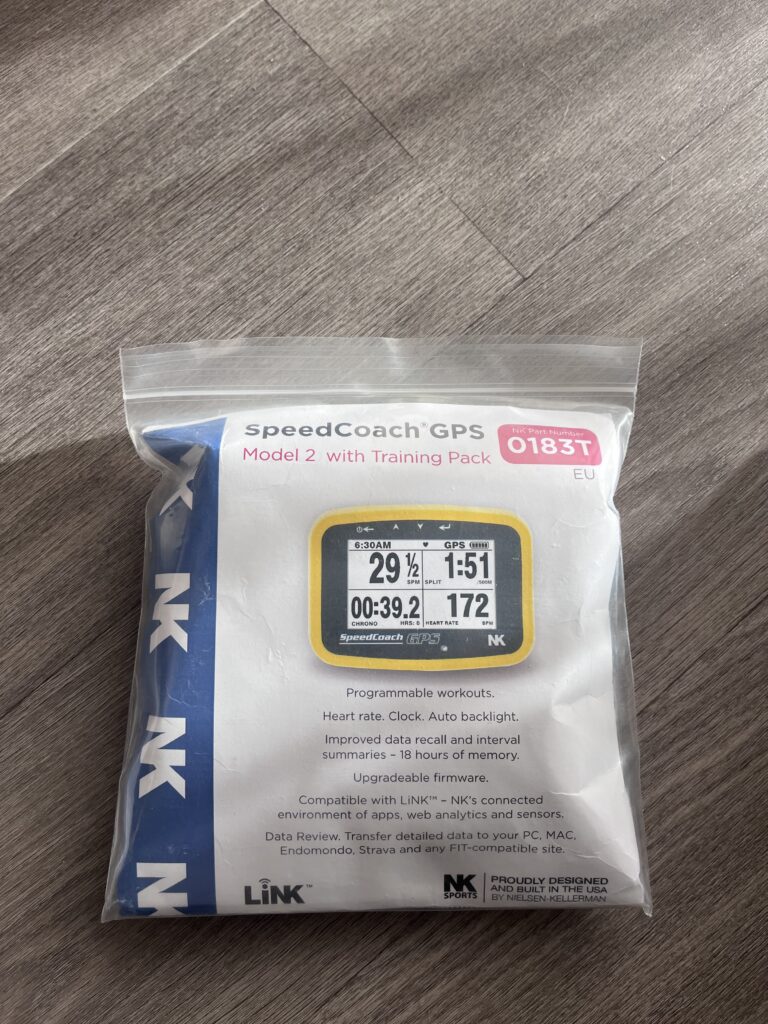 SpeedCoach® GPS
Model 2 with Training Pack
NK Part Number
0183T
EU
6:30AM ♥ GPS
29 ½ 1:51
SPM SPLIT /500M
00:39.2 172
CHRONO HRS: 0 HEART RATE BPM
SpeedCoach GPS NK
Programmable workouts.
Heart rate. Clock. Auto backlight.
Improved data recall and interval
summaries – 18 hours of memory.
Upgradeable firmware.
Compatible with LiNK™ – NK's connected
environment of apps, web analytics and sensors.
Data Review. Transfer detailed data to your PC, MAC,
Endomondo, Strava and any FIT-compatible site.
LiNK™
NK
SPORTS
PROUDLY DESIGNED
AND BUILT IN THE USA
BY NIELSEN-KELLERMAN
NK
NK
NK